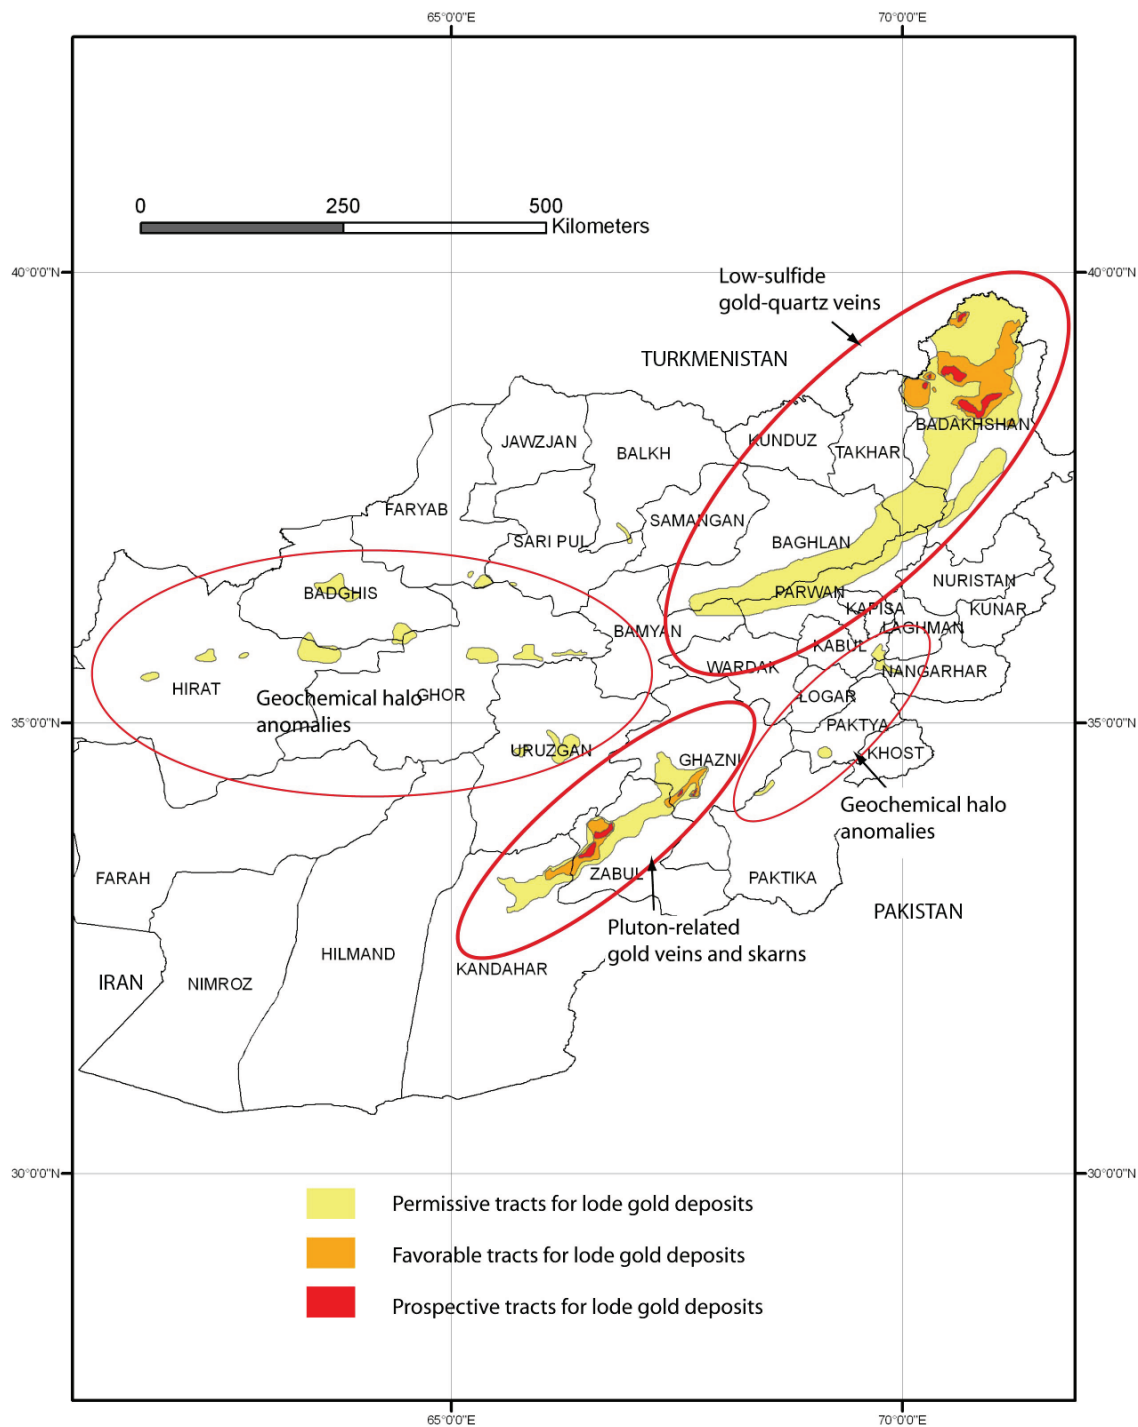 65°0'0"E
70°0'0"E
0
250
500
Kilometers
40°0'0"N
40°0'0"N
Low-sulfide
gold-quartz veins
TURKMENISTAN
BADAKHSHAN
JAWZJAN
BALKH
KUNDUZ
TAKHAR
FARYAB
SAMANGAN
SARI PUL
BAGHLAN
BADGHIS
PARWAN
NURISTAN
KAPISA
KUNAR
BAMYAN
LAGHMAN
KABUL
WARDAK
NANGARHAR
HIRAT
Geochemical halo
anomalies
GHOR
LOGAR
35°0'0"N
35°0'0"N
PAKTYA
URUZGAN
GHAZNI
KHOST
Geochemical halo
anomalies
FARAH
ZABUL
PAKTIKA
PAKISTAN
Pluton-related
gold veins and skarns
HILMAND
KANDAHAR
IRAN
NIMROZ
30°0'0"N
30°0'0"N
Permissive tracts for lode gold deposits
Favorable tracts for lode gold deposits
Prospective tracts for lode gold deposits
65°0'0"E
70°0'0"E